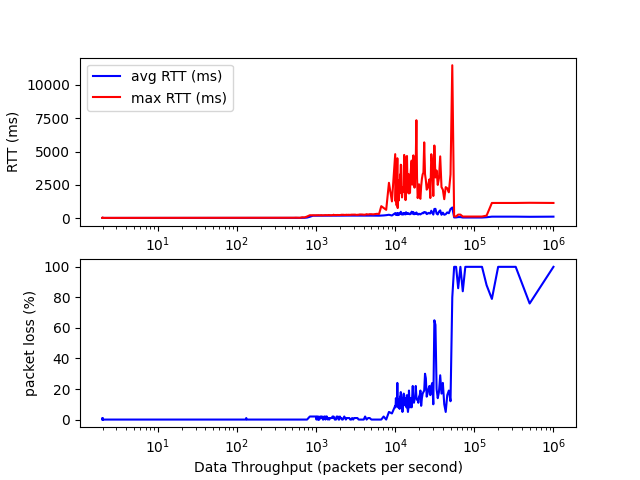 10000
7500
5000
2500
0
RTT (ms)
avg RTT (ms)
max RTT (ms)
10¹ 10² 10³ 10⁴ 10⁵ 10⁶
100
80
60
40
20
0
packet loss (%)
10¹ 10² 10³ 10⁴ 10⁵ 10⁶
Data Throughput (packets per second)